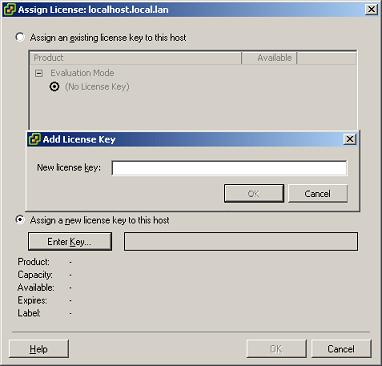 Assign License: localhost.local.lan
Assign an existing license key to this host
Product Available
Evaluation Mode
(No License Key)
Add License Key
New license key:
OK Cancel
Assign a new license key to this host
Enter Key...
Product: -
Capacity: -
Available: -
Expires: -
Label: -
Help OK Cancel